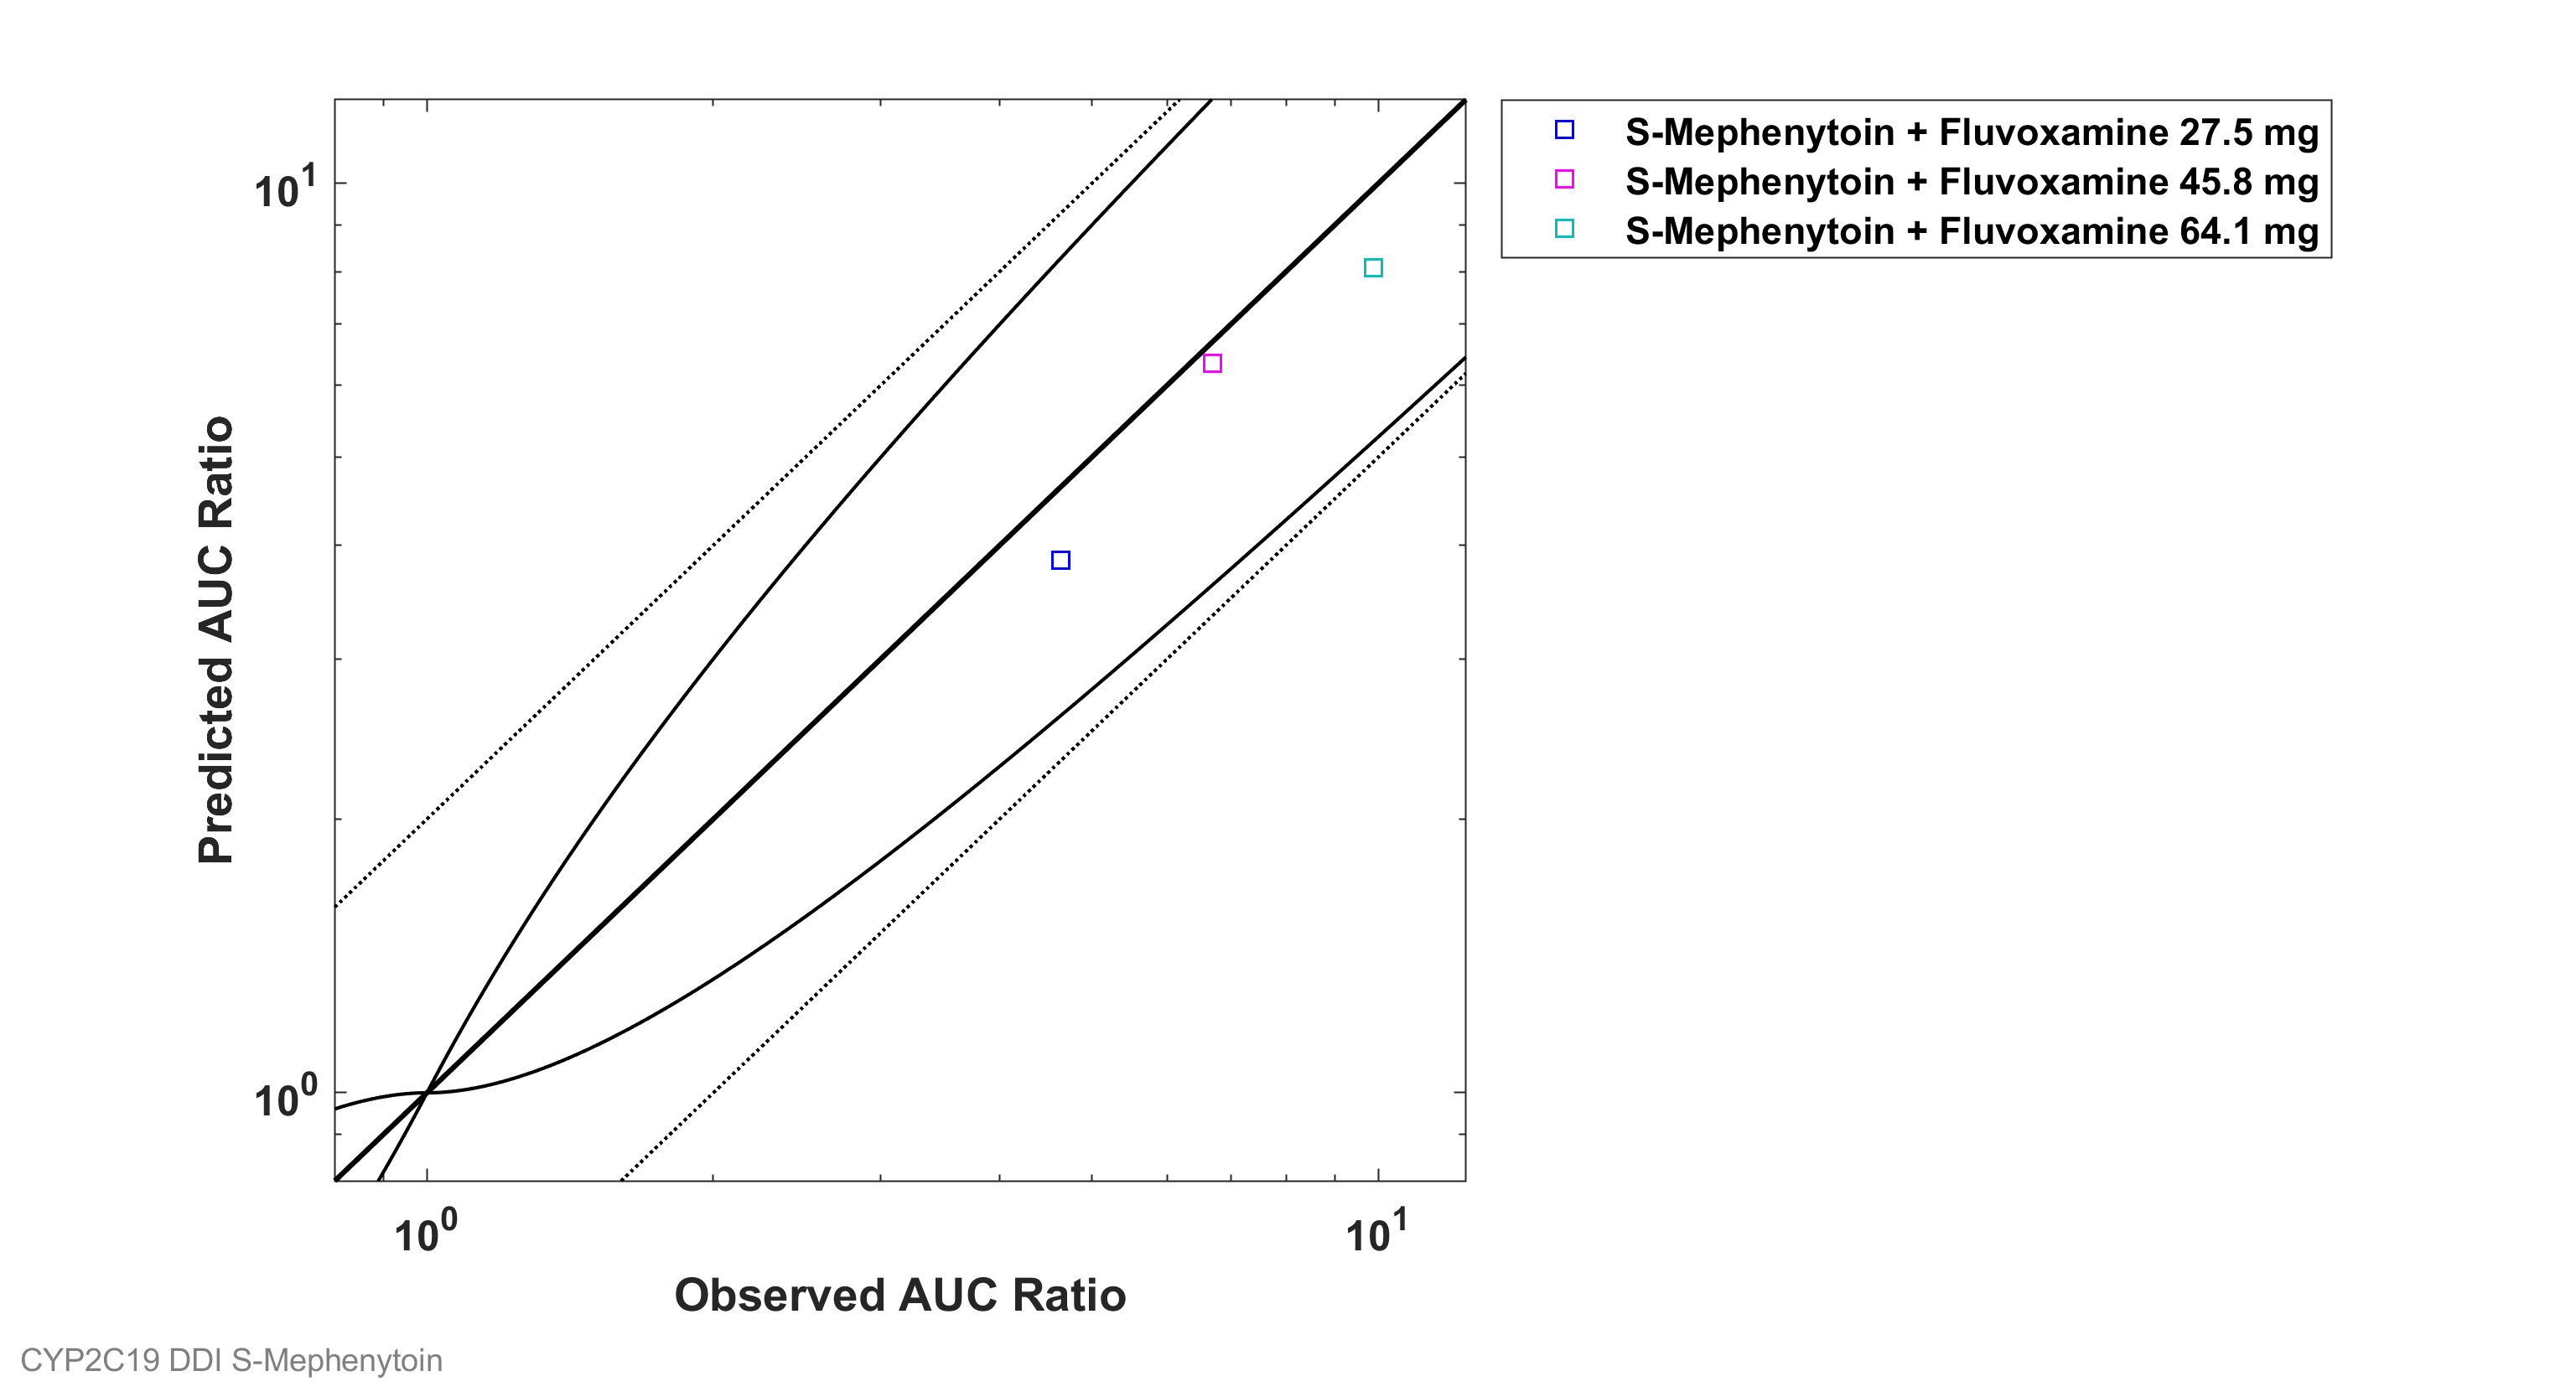 S-Mephenytoin + Fluvoxamine 27.5 mg
S-Mephenytoin + Fluvoxamine 45.8 mg
S-Mephenytoin + Fluvoxamine 64.1 mg
10¹
10⁰
Predicted AUC Ratio
10⁰
10¹
Observed AUC Ratio
CYP2C19 DDI S-Mephenytoin